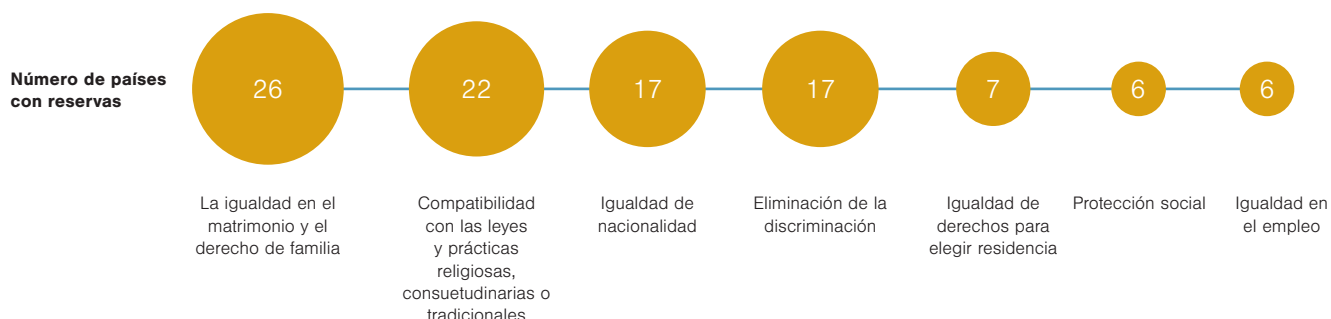 Número de países
con reservas
26
22
17
17
7
6
6
La igualdad en el
matrimonio y el
derecho de familia
Compatibilidad
con las leyes
y prácticas
religiosas,
consuetudinarias o
tradicionales
Igualdad de
nacionalidad
Eliminación de la
discriminación
Igualdad de
derechos para
elegir residencia
Protección social
Igualdad en
el empleo